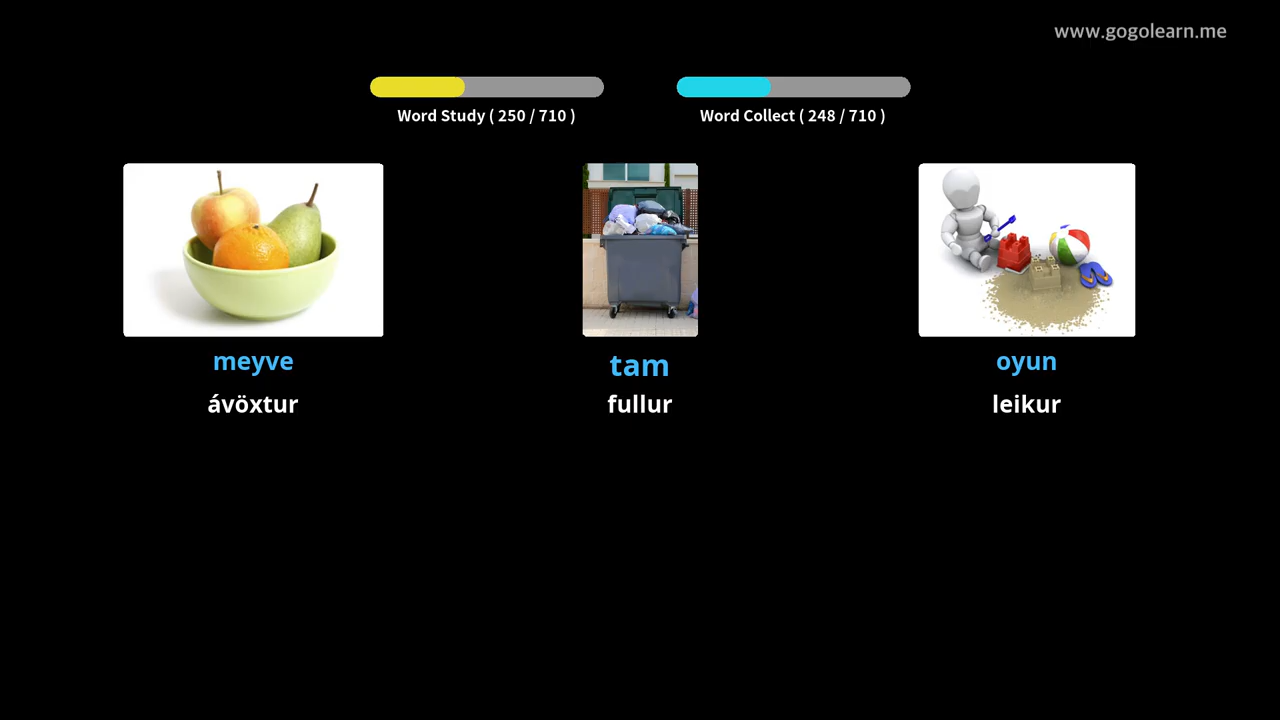 www.gogolearn.me
Word Study ( 250 / 710 )
Word Collect ( 248 / 710 )
meyve
tam
oyun
ávöxtur
fullur
leikur